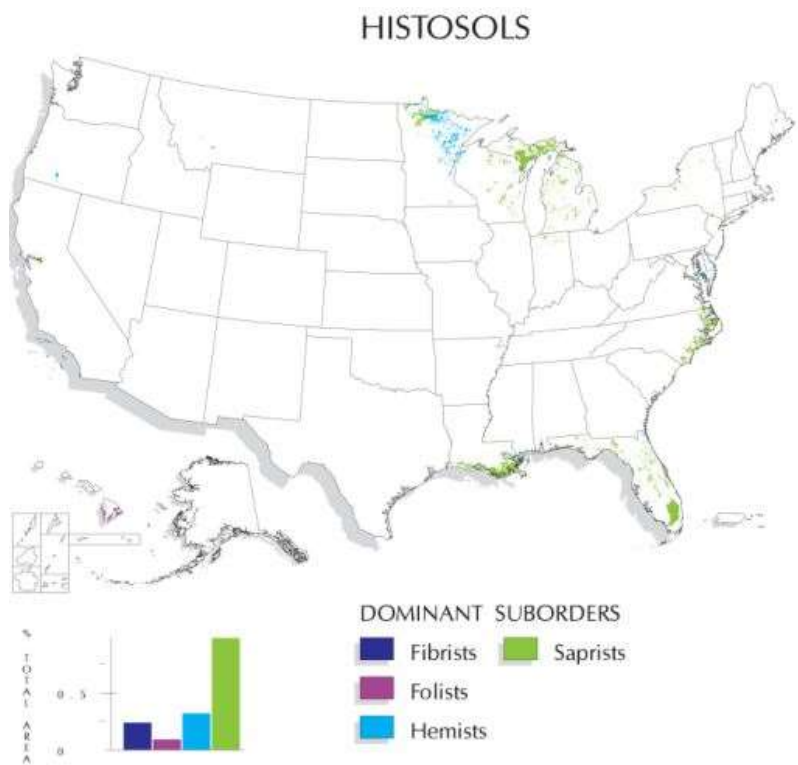 HISTOSOLS
% TOTAL AREA
0.5
0
DOMINANT SUBORDERS
Fibrists
Saprists
Folists
Hemists